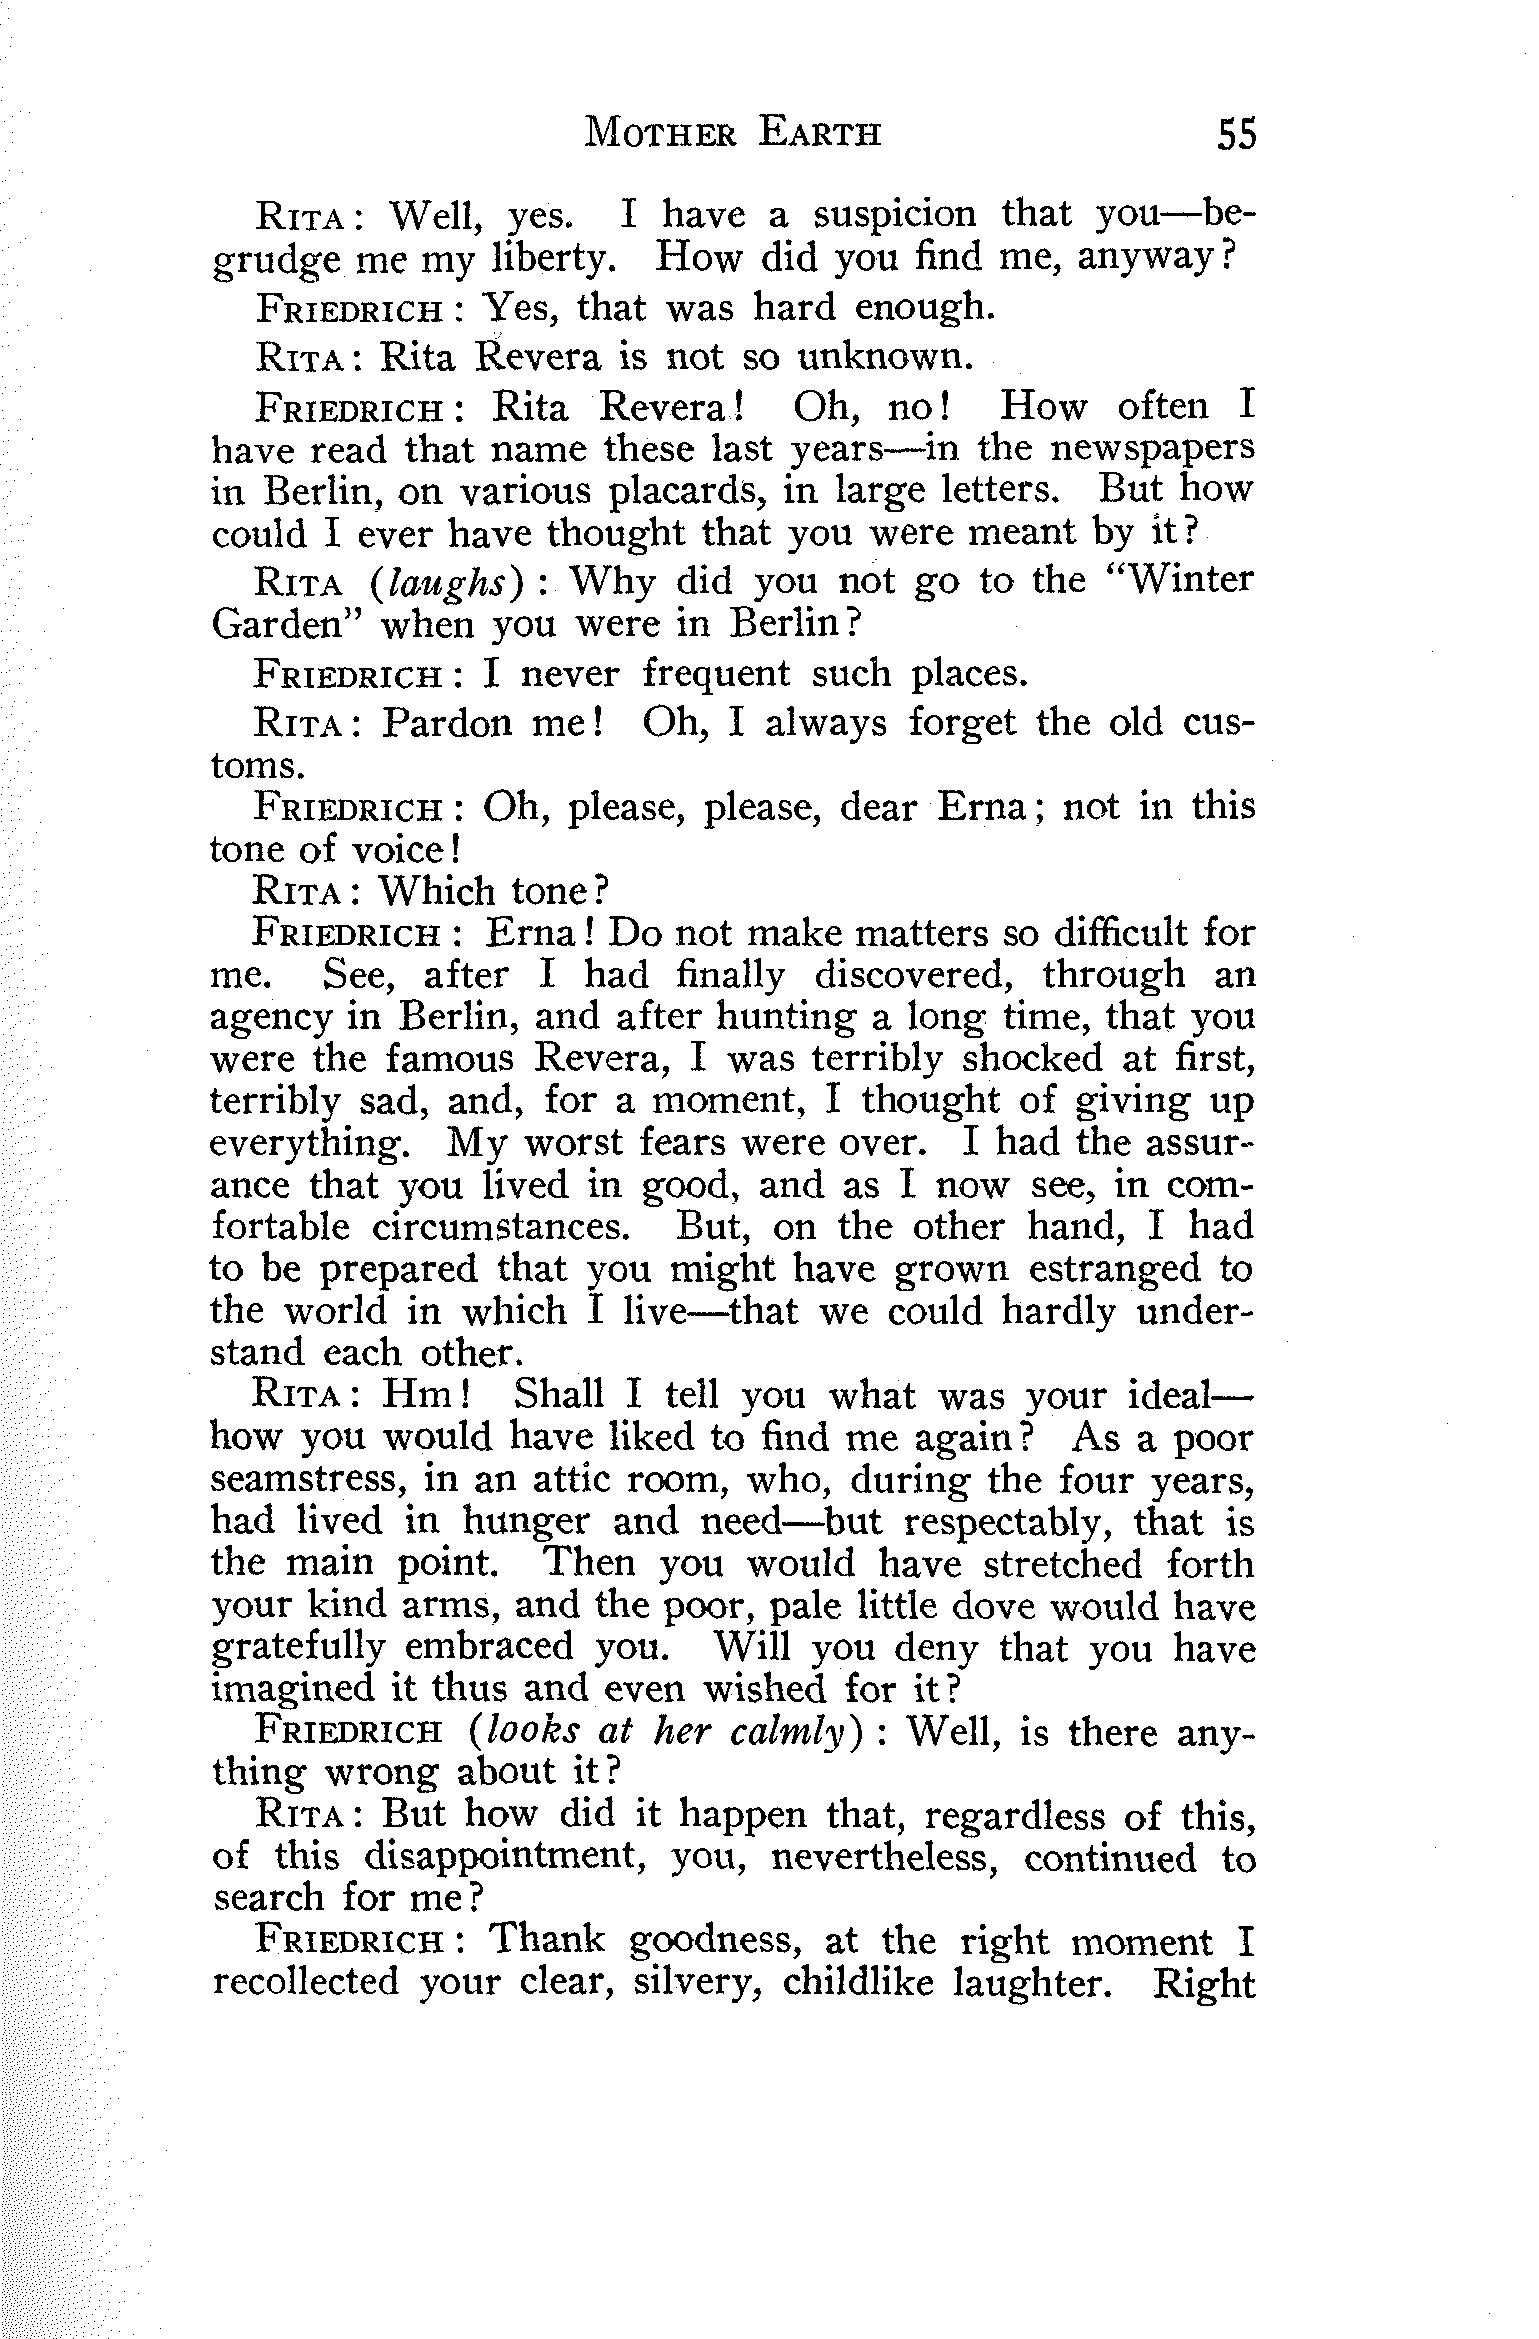 MOTHER EARTH 55
RITA: Well, yes. I have a suspicion that you—be-
grudge me my liberty. How did you find me, anyway?
FRIEDRICH: Yes, that was hard enough.
RITA: Rita Revera is not so unknown.
FRIEDRICH: Rita Revera! Oh, no! How often I
have read that name these last years—in the newspapers
in Berlin, on various placards, in large letters. But how
could I ever have thought that you were meant by it?
RITA (laughs): Why did you not go to the "Winter
Garden" when you were in Berlin?
FRIEDRICH: I never frequent such places.
RITA: Pardon me! Oh, I always forget the old cus-
toms.
FRIEDRICH: Oh, please, please, dear Erna; not in this
tone of voice!
RITA: Which tone?
FRIEDRICH: Erna! Do not make matters so difficult for
me. See, after I had finally discovered, through an
agency in Berlin, and after hunting a long time, that you
were the famous Revera, I was terribly shocked at first,
terribly sad, and, for a moment, I thought of giving up
everything. My worst fears were over. I had the assur-
ance that you lived in good, and as I now see, in com-
fortable circumstances. But, on the other hand, I had
to be prepared that you might have grown estranged to
the world in which I live—that we could hardly under-
stand each other.
RITA: Hm! Shall I tell you what was your ideal—
how you would have liked to find me again? As a poor
seamstress, in an attic room, who, during the four years,
had lived in hunger and need—but respectably, that is
the main point. Then you would have stretched forth
your kind arms, and the poor, pale little dove would have
gratefully embraced you. Will you deny that you have
imagined it thus and even wished for it?
FRIEDRICH (looks at her calmly): Well, is there any-
thing wrong about it?
RITA: But how did it happen that, regardless of this,
of this disappointment, you, nevertheless, continued to
search for me?
FRIEDRICH: Thank goodness, at the right moment I
recollected your clear, silvery, childlike laughter. Right